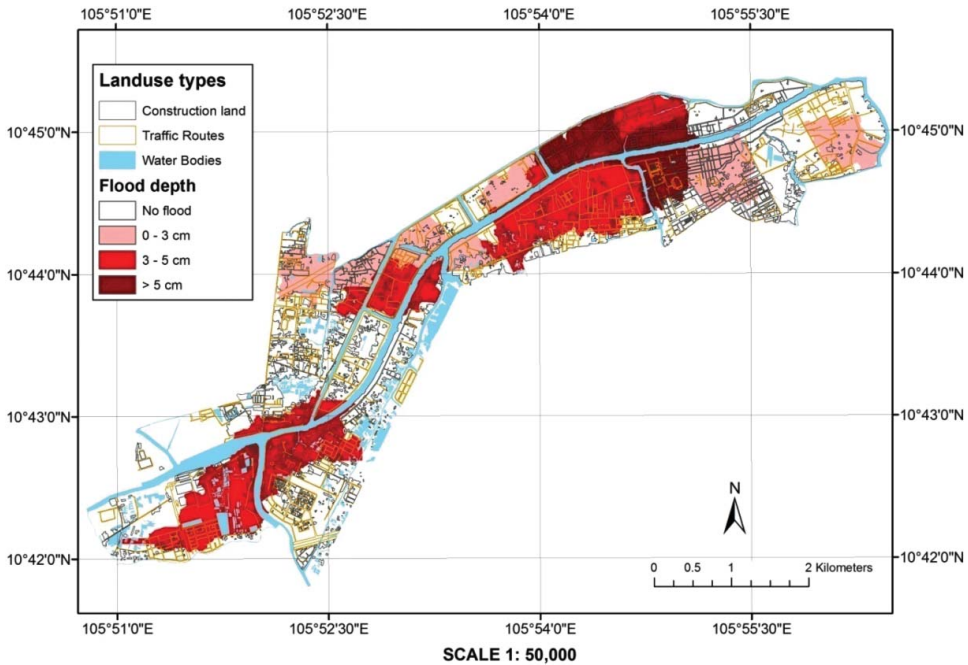 105°51'0"E 105°52'30"E 105°54'0"E 105°55'30"E
Landuse types
Construction land
Traffic Routes
Water Bodies
Flood depth
No flood
0 - 3 cm
3 - 5 cm
> 5 cm
10°45'0"N 10°45'0"N
10°44'0"N 10°44'0"N
10°43'0"N 10°43'0"N
10°42'0"N 10°42'0"N
N
0 0.5 1 2 Kilometers
105°51'0"E 105°52'30"E 105°54'0"E 105°55'30"E
SCALE 1: 50,000